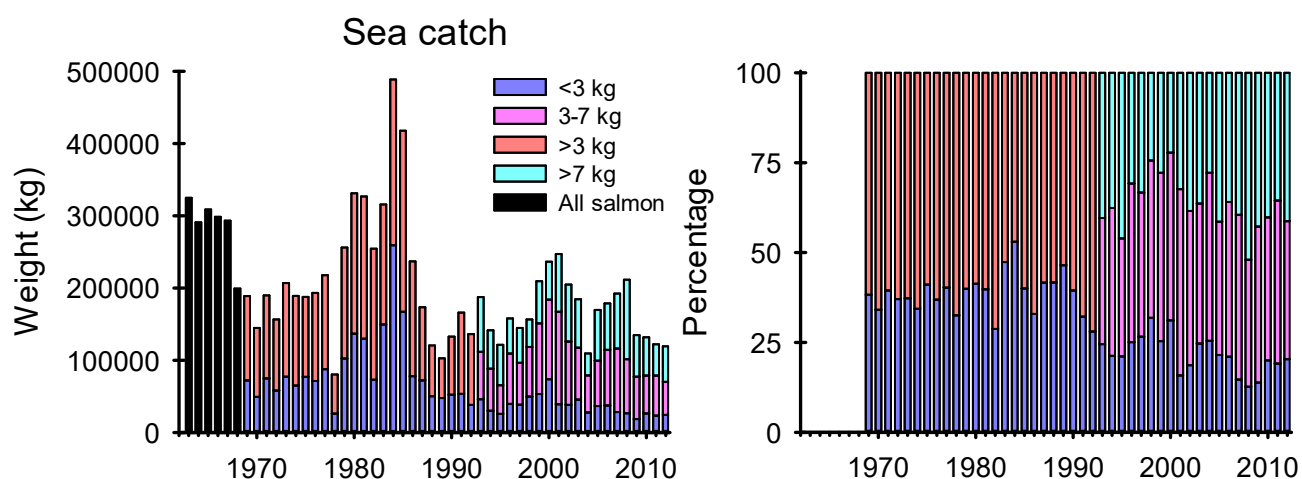 Sea catch
Weight (kg)
500000
400000
300000
200000
100000
0
1970
1980
1990
2000
2010
<3 kg
3-7 kg
>3 kg
>7 kg
All salmon
Percentage
100
75
50
25
0
1970
1980
1990
2000
2010